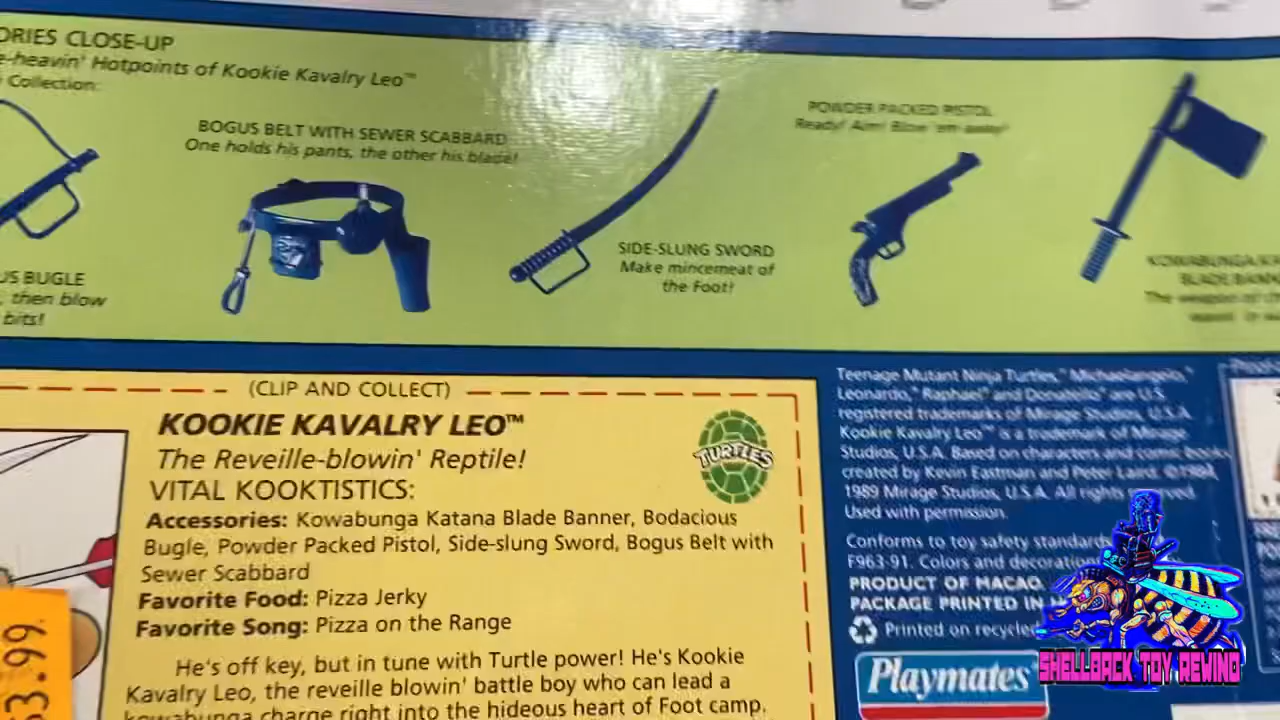 ORIES CLOSE-UP
e-heavin' Hotpoints of Kookie Kavalry Leo™
Collection:
BOGUS BELT WITH SEWER SCABBARD
One holds his pants, the other his blade!
POWDER PACKED PISTOL
Ready! Aim! Blow 'em away!
SIDE-SLUNG SWORD
Make mincemeat of
the Foot!
US BUGLE
, then blow
bits!
KOWABUNGA
BLADE BANN
The weapon of
(CLIP AND COLLECT)
KOOKIE KAVALRY LEO™
The Reveille-blowin' Reptile!
VITAL KOOKTISTICS:
TURTLES
Accessories: Kowabunga Katana Blade Banner, Bodacious
Bugle, Powder Packed Pistol, Side-slung Sword, Bogus Belt with
Sewer Scabbard
Favorite Food: Pizza Jerky
Favorite Song: Pizza on the Range
He's off key, but in tune with Turtle power! He's Kookie
Kavalry Leo, the reveille blowin' battle boy who can lead a
kowabunga charge right into the hideous heart of Foot camp.
Teenage Mutant Ninja Turtles,® Michaelangelo,®
Leonardo,® Raphael® and Donatello® are U.S.
registered trademarks of Mirage Studios, U.S.A.
Kookie Kavalry Leo™ is a trademark of Mirage
Studios, U.S.A. Based on characters and comic books
created by Kevin Eastman and Peter Laird. ©1984,
1989 Mirage Studios, U.S.A. All rights reserved.
Used with permission.
Conforms to toy safety standards
F963-91. Colors and decoration
PRODUCT OF MACAO.
PACKAGE PRINTED IN
Printed on recycled
Playmates®
SHELLBACK TOY REWIND
$3.99